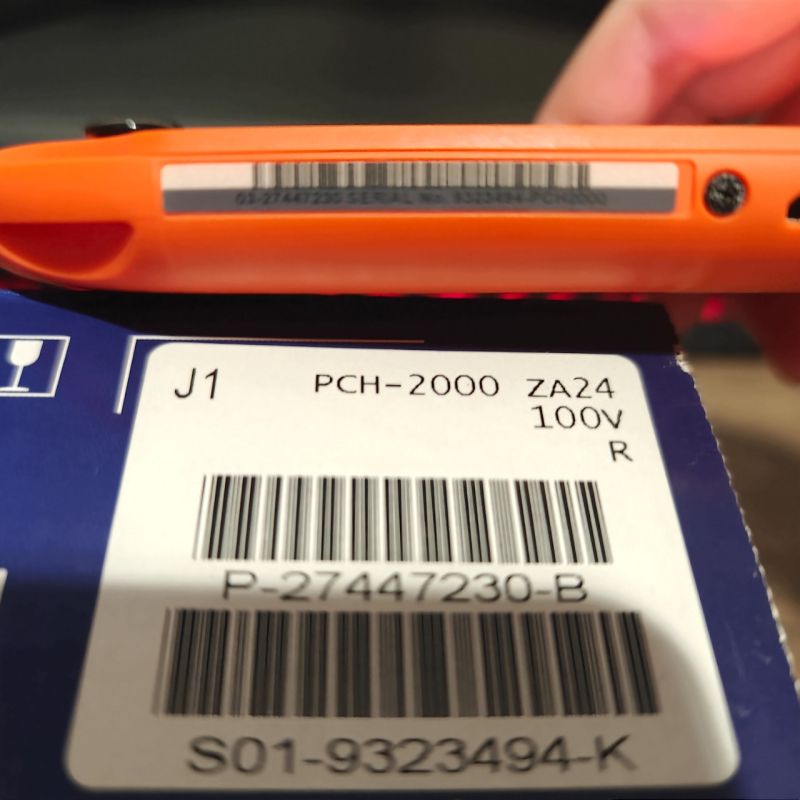 03-27447230 SERIAL No. 9323494-PCH2000
J1 PCH-2000 ZA24
100V
R
P-27447230-B
S01-9323494-K